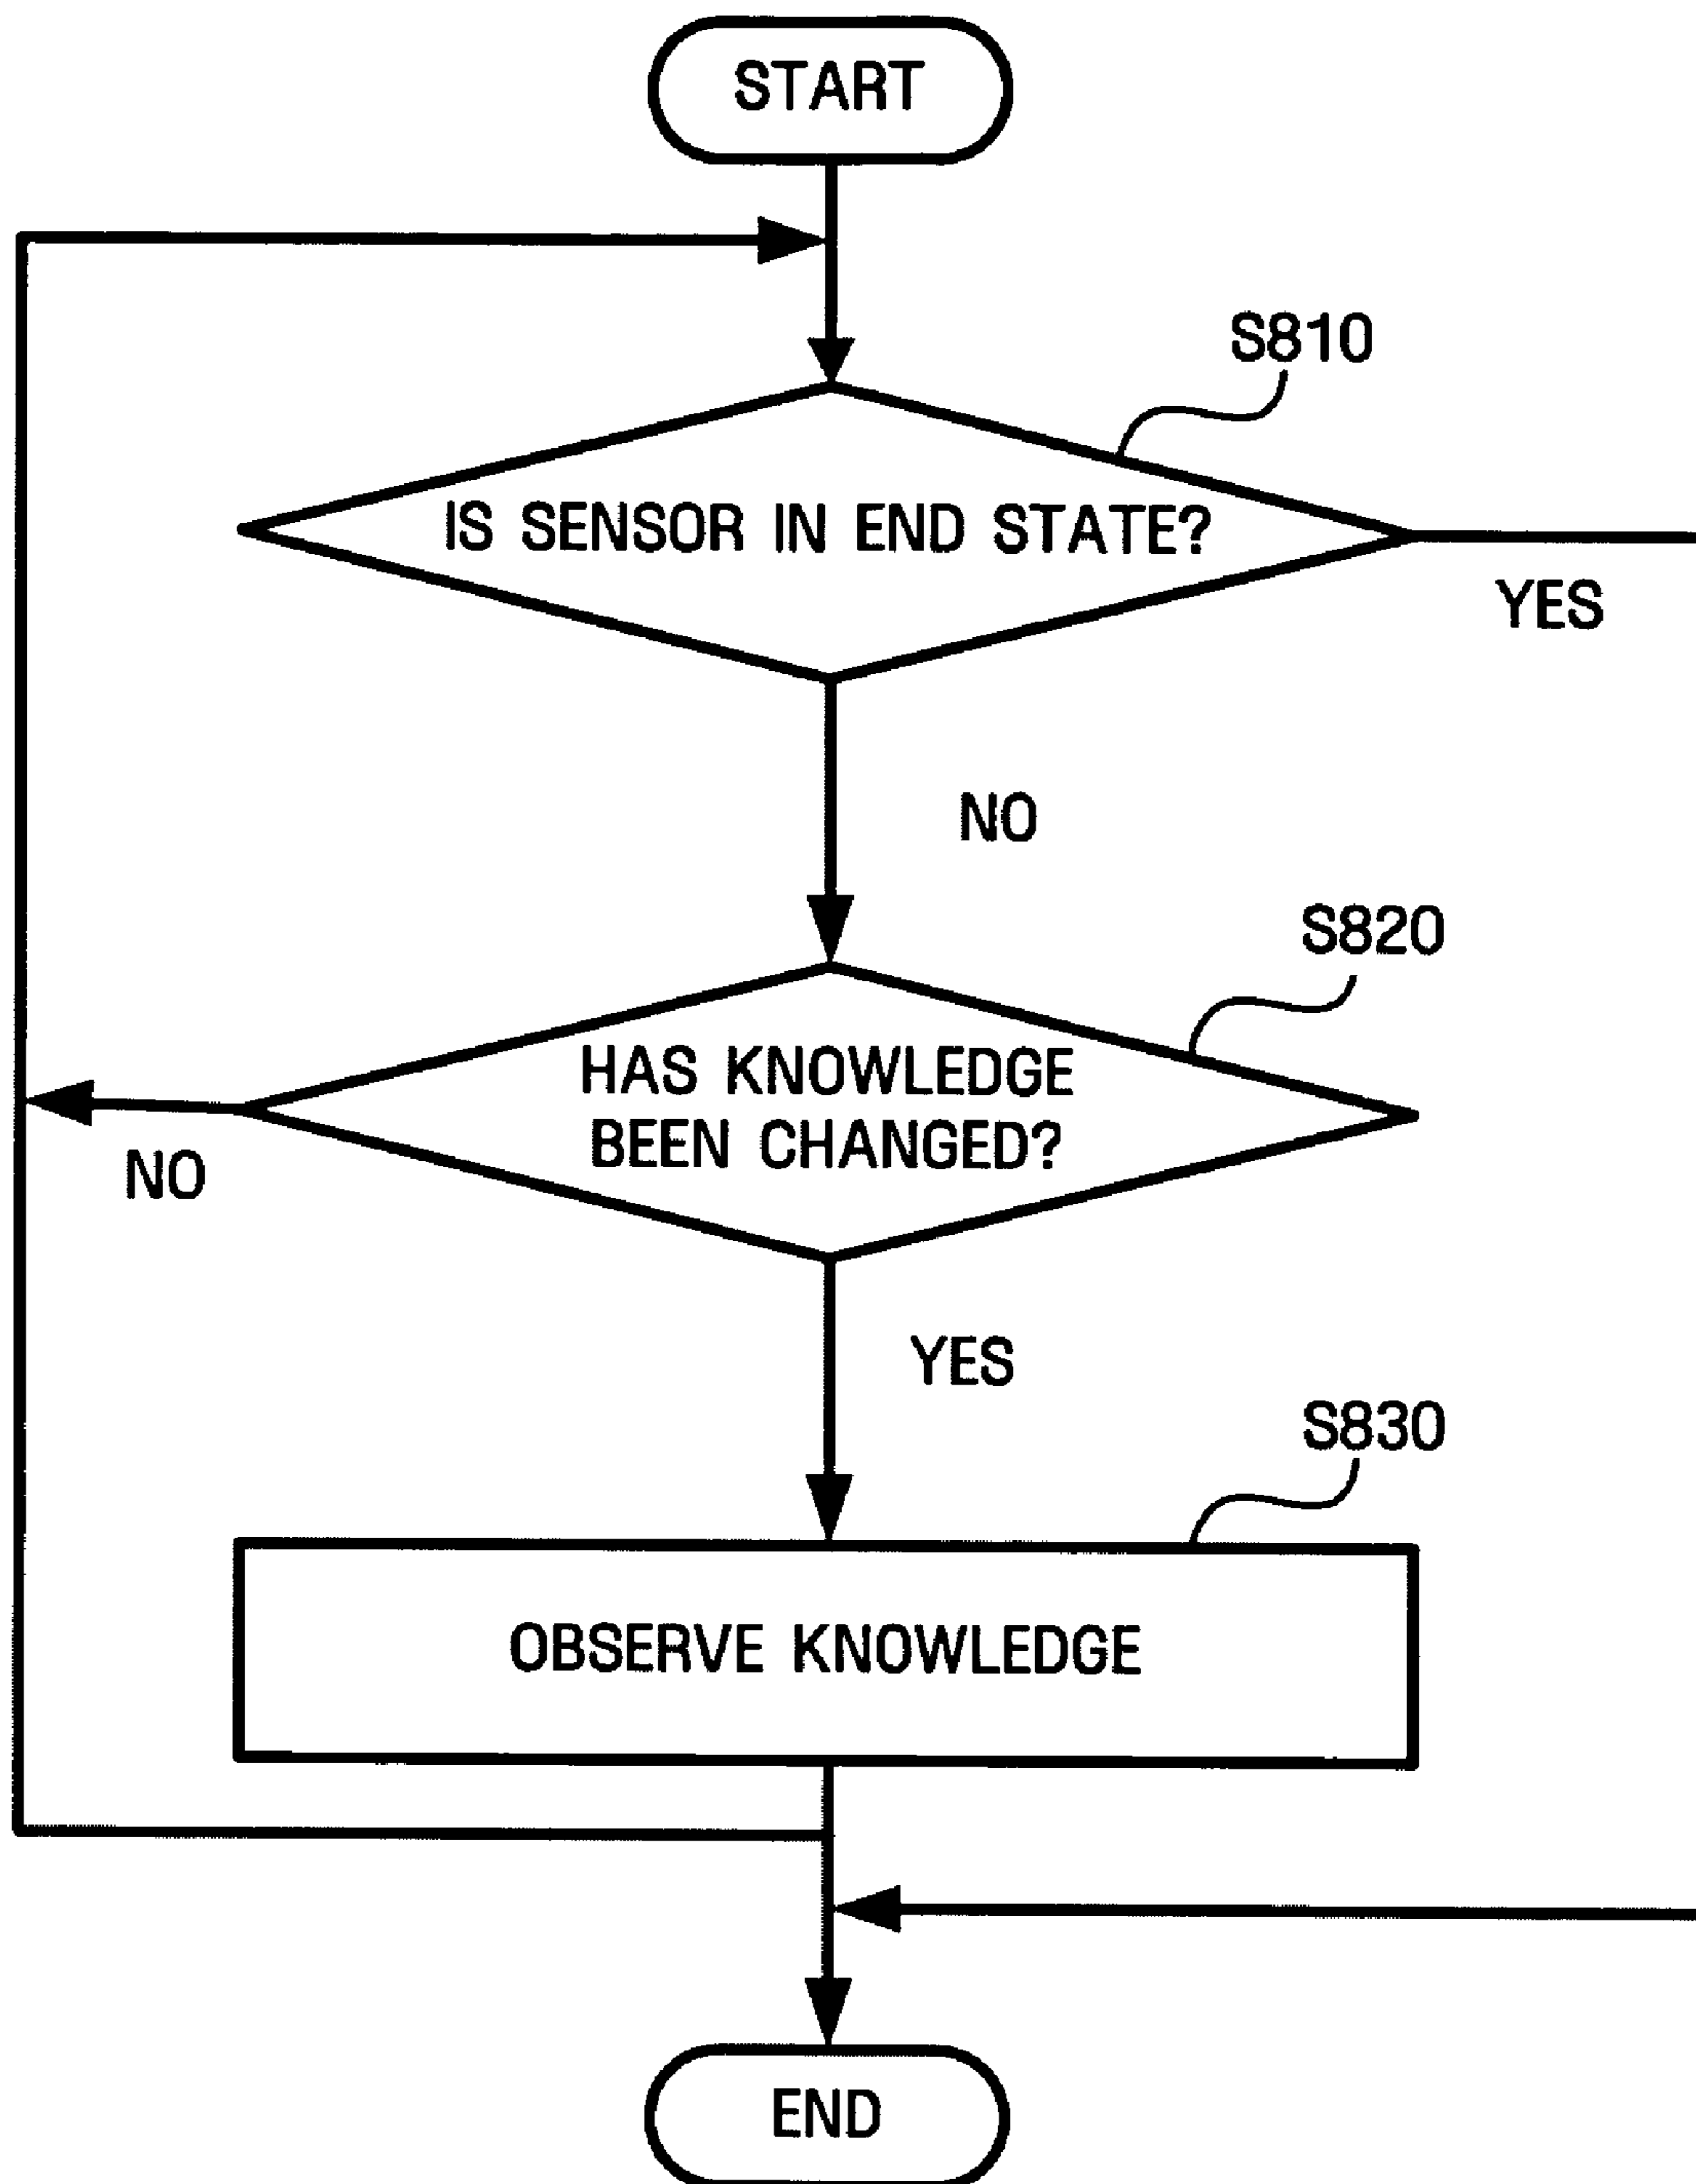 START
S810
IS SENSOR IN END STATE?
YES
NO
S820
HAS KNOWLEDGE
BEEN CHANGED?
NO
YES
S830
OBSERVE KNOWLEDGE
END